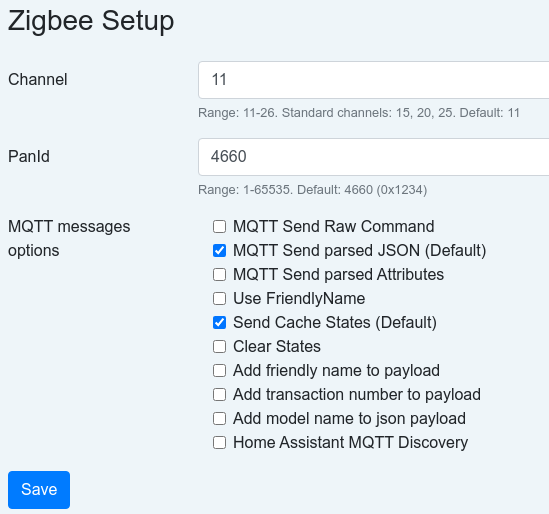 Zigbee Setup
Channel
11
Range: 11-26. Standard channels: 15, 20, 25. Default: 11
PanId
4660
Range: 1-65535. Default: 4660 (0x1234)
MQTT messages
options
MQTT Send Raw Command
MQTT Send parsed JSON (Default)
MQTT Send parsed Attributes
Use FriendlyName
Send Cache States (Default)
Clear States
Add friendly name to payload
Add transaction number to payload
Add model name to json payload
Home Assistant MQTT Discovery
Save